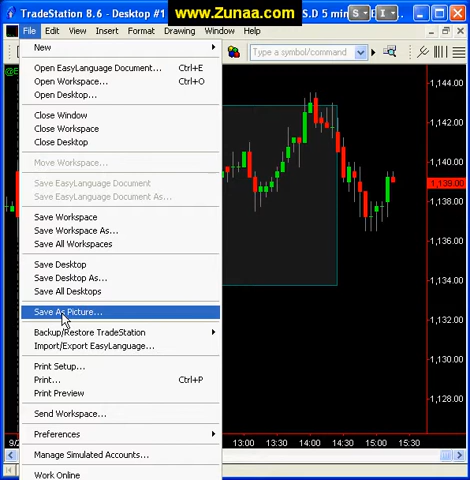 TradeStation 8.6 - Desktop #1
www.Zunaa.com
S.D 5 min
S
I
File Edit View Insert Format Drawing Window Help
Type a symbol/command
New
Open EasyLanguage Document... Ctrl+E
Open Workspace... Ctrl+O
Open Desktop...
Close Window
Close Workspace
Close Desktop
Move Workspace...
Save EasyLanguage Document
Save EasyLanguage Document As...
Save Workspace
Save Workspace As...
Save All Workspaces
Save Desktop
Save Desktop As...
Save All Desktops
Save As Picture...
Backup/Restore TradeStation
Import/Export EasyLanguage...
Print Setup...
Print... Ctrl+P
Print Preview
Send Workspace...
Preferences
Manage Simulated Accounts...
Work Online
@E
1,144.00
1,142.00
1,140.00
1,139.00
1,138.00
1,136.00
1,134.00
1,132.00
1,130.00
1,128.00
9/2
13:00 13:45 14:30 15:30